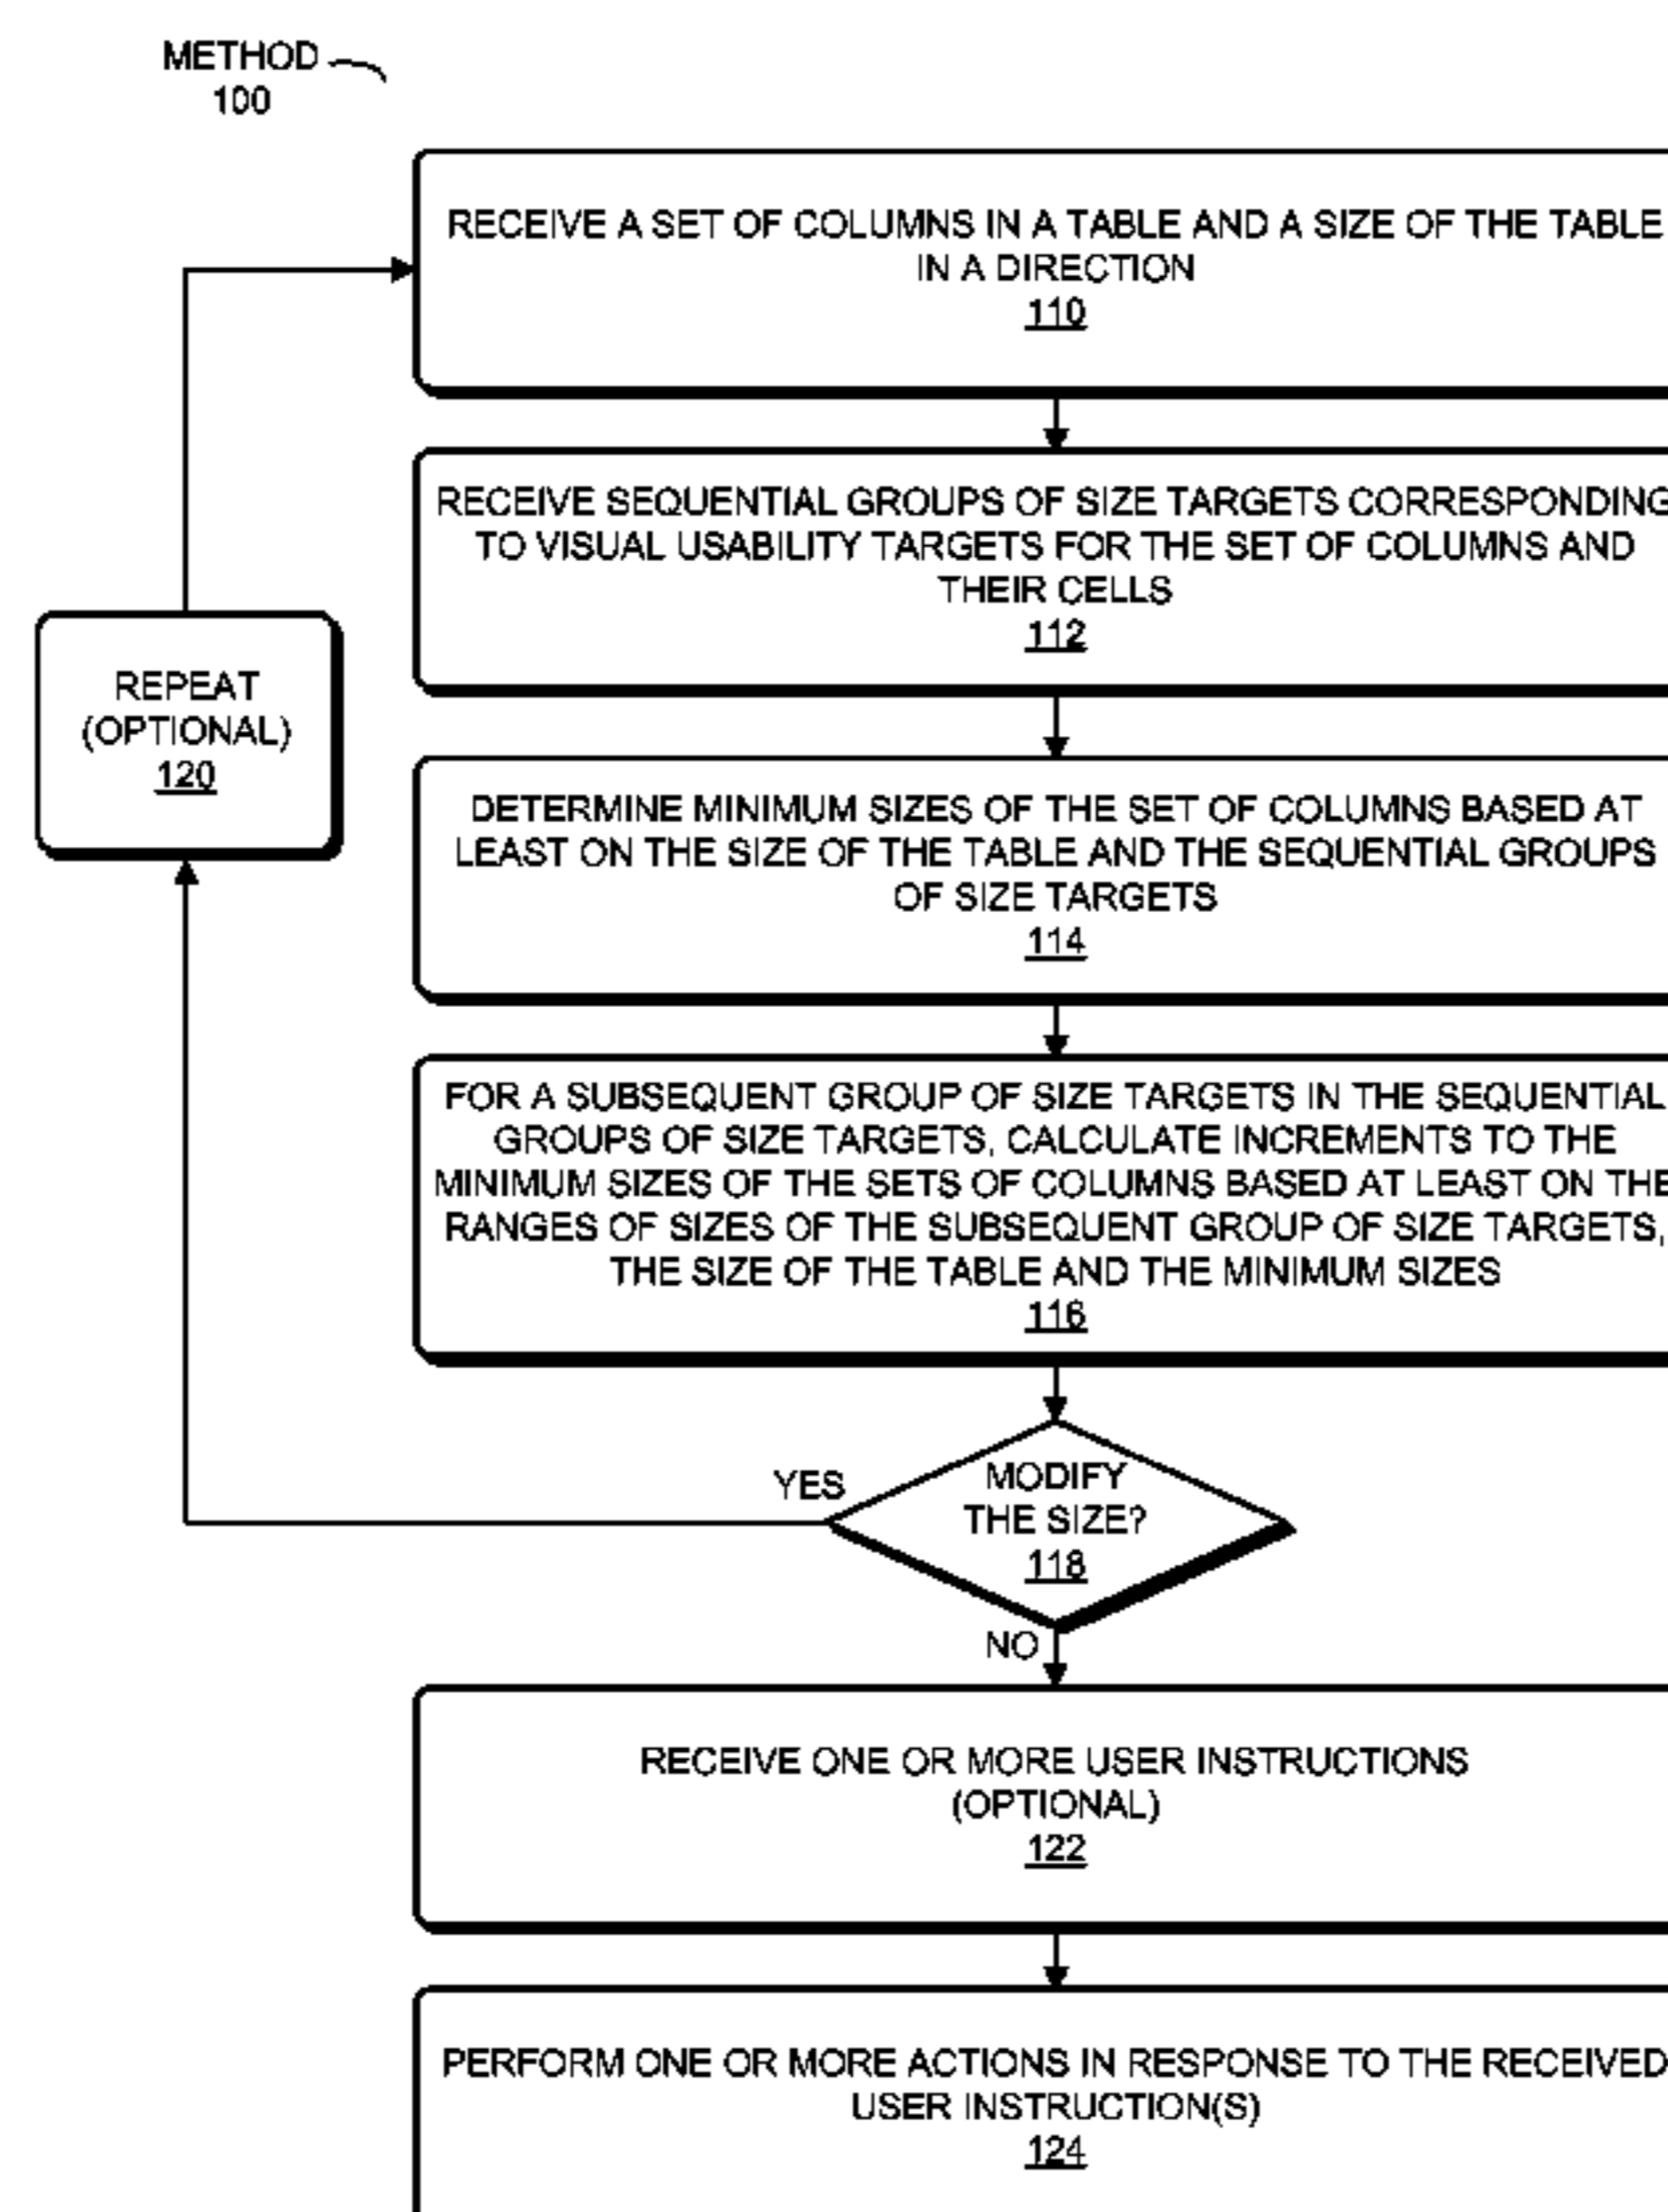 METHOD
100
RECEIVE A SET OF COLUMNS IN A TABLE AND A SIZE OF THE TABLE
IN A DIRECTION
110
RECEIVE SEQUENTIAL GROUPS OF SIZE TARGETS CORRESPONDING
TO VISUAL USABILITY TARGETS FOR THE SET OF COLUMNS AND
THEIR CELLS
112
REPEAT
(OPTIONAL)
120
DETERMINE MINIMUM SIZES OF THE SET OF COLUMNS BASED AT
LEAST ON THE SIZE OF THE TABLE AND THE SEQUENTIAL GROUPS
OF SIZE TARGETS
114
FOR A SUBSEQUENT GROUP OF SIZE TARGETS IN THE SEQUENTIAL
GROUPS OF SIZE TARGETS, CALCULATE INCREMENTS TO THE
MINIMUM SIZES OF THE SETS OF COLUMNS BASED AT LEAST ON THE
RANGES OF SIZES OF THE SUBSEQUENT GROUP OF SIZE TARGETS,
THE SIZE OF THE TABLE AND THE MINIMUM SIZES
116
YES
MODIFY
THE SIZE?
118
NO
RECEIVE ONE OR MORE USER INSTRUCTIONS
(OPTIONAL)
122
PERFORM ONE OR MORE ACTIONS IN RESPONSE TO THE RECEIVED
USER INSTRUCTION(S)
124